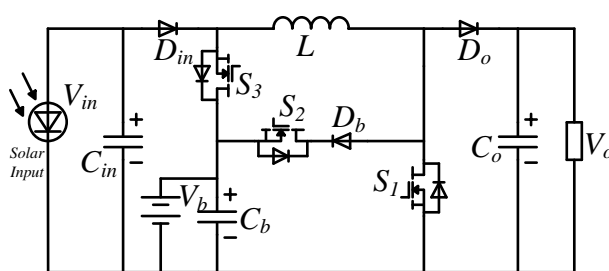 D_in
L
D_o
V_in
S_3
S_2
D_b
Solar
Input
C_in
+
−
V_b
+
−
C_b
S_1
+
−
C_o
V_o